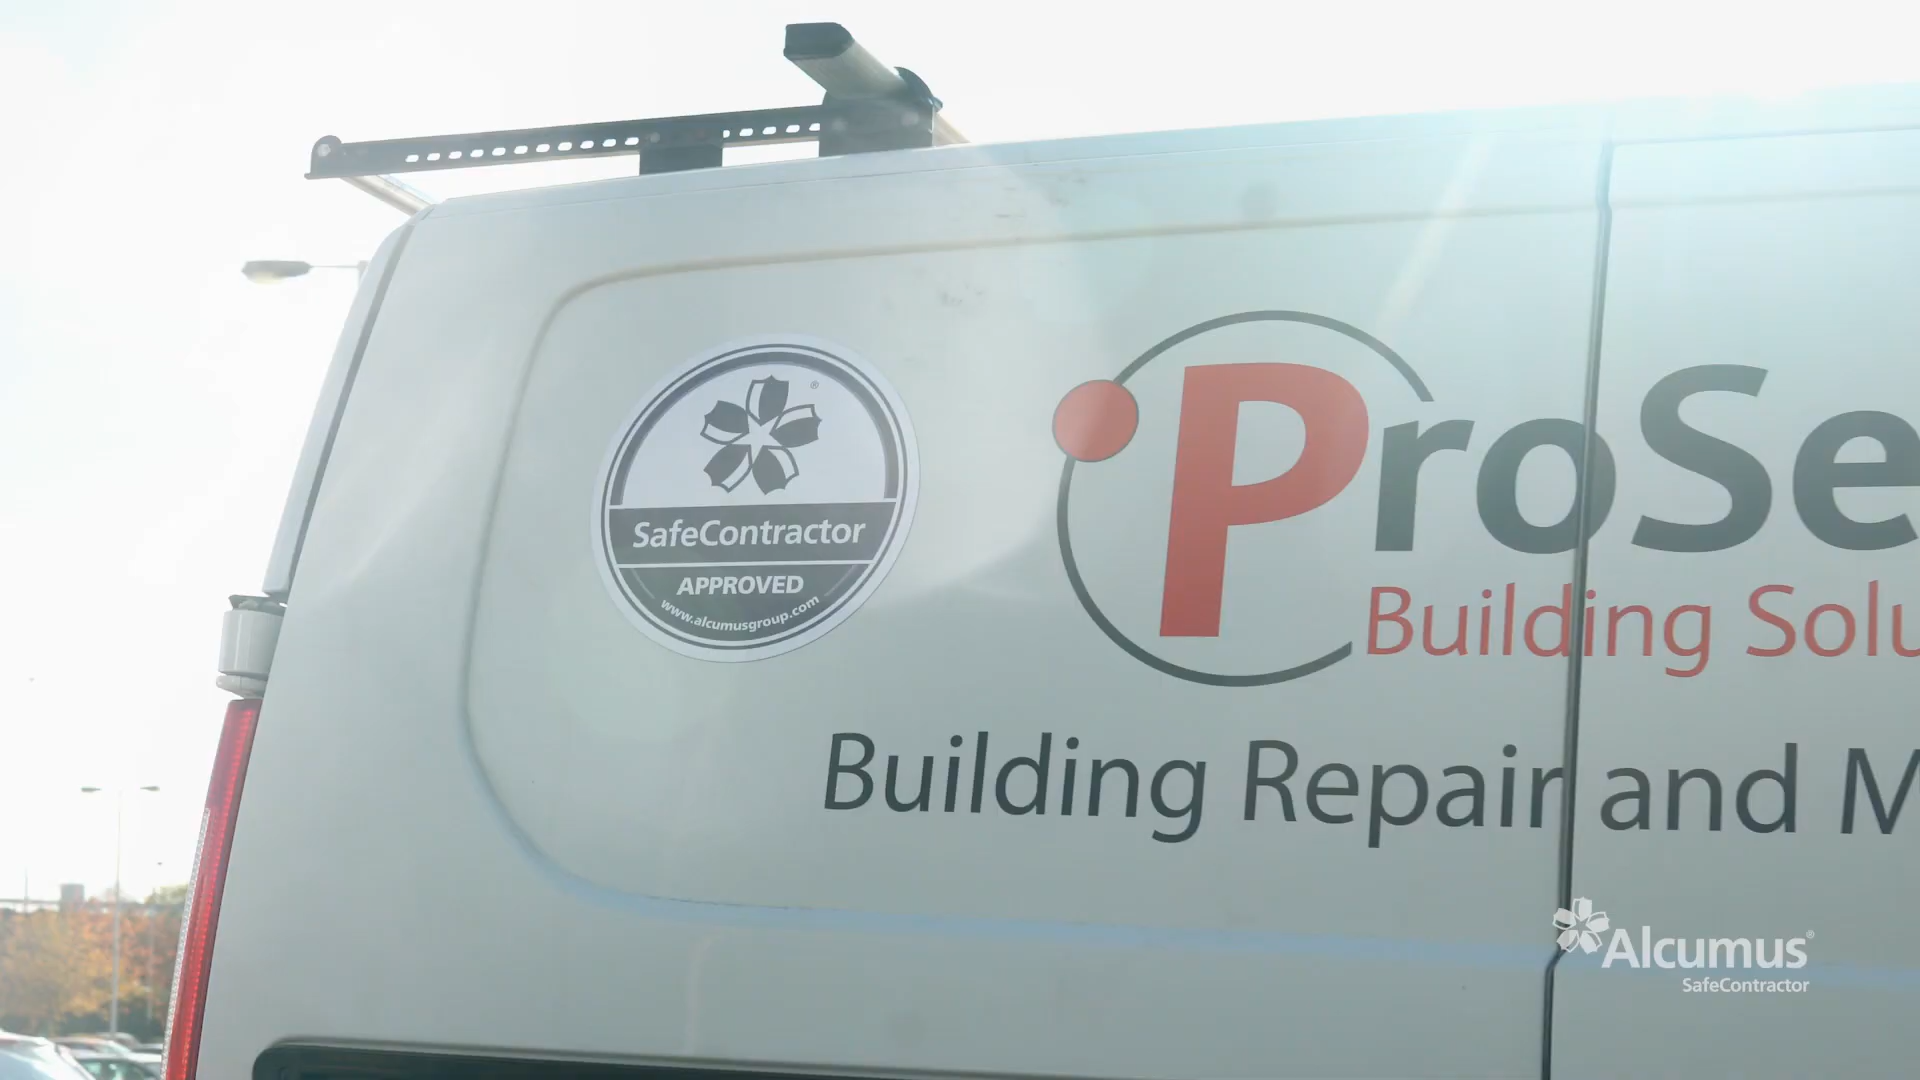 SafeContractor
APPROVED
www.alcumusgroup.com
ProSe
Building Solu
Building Repair and M
Alcumus
SafeContractor